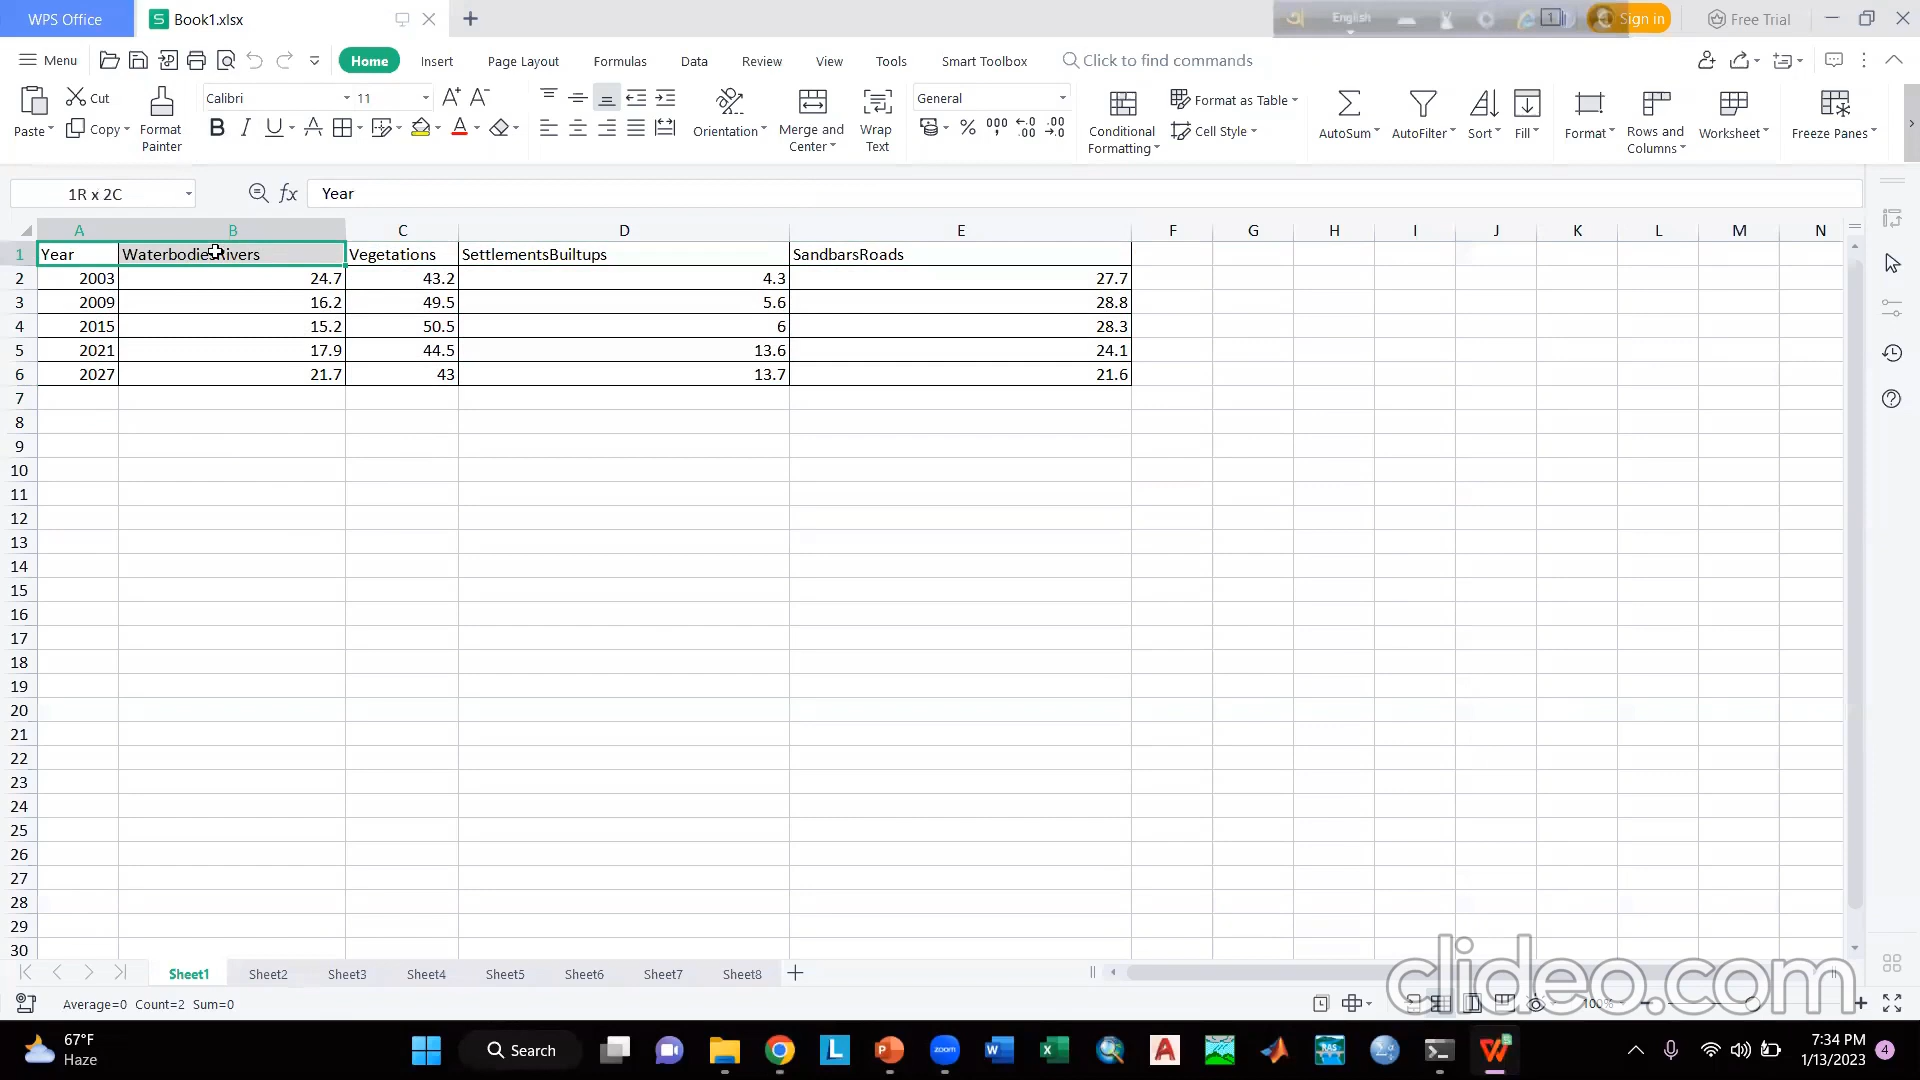 WPS Office
Book1.xlsx
English
1
Sign in
Free Trial
Menu
Home
Insert
Page Layout
Formulas
Data
Review
View
Tools
Smart Toolbox
Click to find commands
Paste
Cut
Copy
Format Painter
Calibri
11
Orientation
Merge and Center
Wrap Text
General
Conditional Formatting
Format as Table
Cell Style
AutoSum
AutoFilter
Sort
Fill
Format
Rows and Columns
Worksheet
Freeze Panes
1R x 2C
fx
Year
A B C D E F G H I J K L M N
1 Year WaterbodiesRivers Vegetations SettlementsBuiltups SandbarsRoads
2 2003 24.7 43.2 4.3 27.7
3 2009 16.2 49.5 5.6 28.8
4 2015 15.2 50.5 6 28.3
5 2021 17.9 44.5 13.6 24.1
6 2027 21.7 43 13.7 21.6
7
8
9
10
11
12
13
14
15
16
17
18
19
20
21
22
23
24
25
26
27
28
29
30
Sheet1 Sheet2 Sheet3 Sheet4 Sheet5 Sheet6 Sheet7 Sheet8
Average=0 Count=2 Sum=0
100%
clideo.com
67°F
Haze
Search
zoom
RAS
7:34 PM
1/13/2023
4